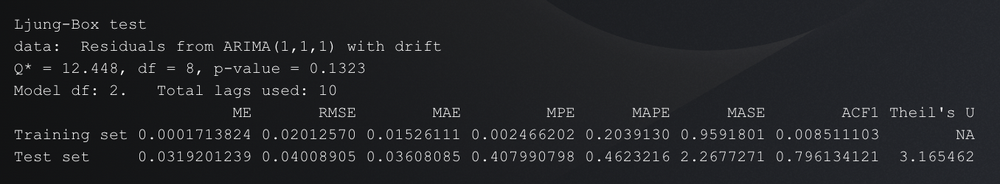 Ljung-Box test
data:  Residuals from ARIMA(1,1,1) with drift
Q* = 12.448, df = 8, p-value = 0.1323
Model df: 2.   Total lags used: 10
ME RMSE MAE MPE MAPE MASE ACF1 Theil's U
Training set 0.0001713824 0.02012570 0.01526111 0.002466202 0.2039130 0.9591801 0.008511103 NA
Test set 0.0319201239 0.04008905 0.03608085 0.407990798 0.4623216 2.2677271 0.796134121 3.165462